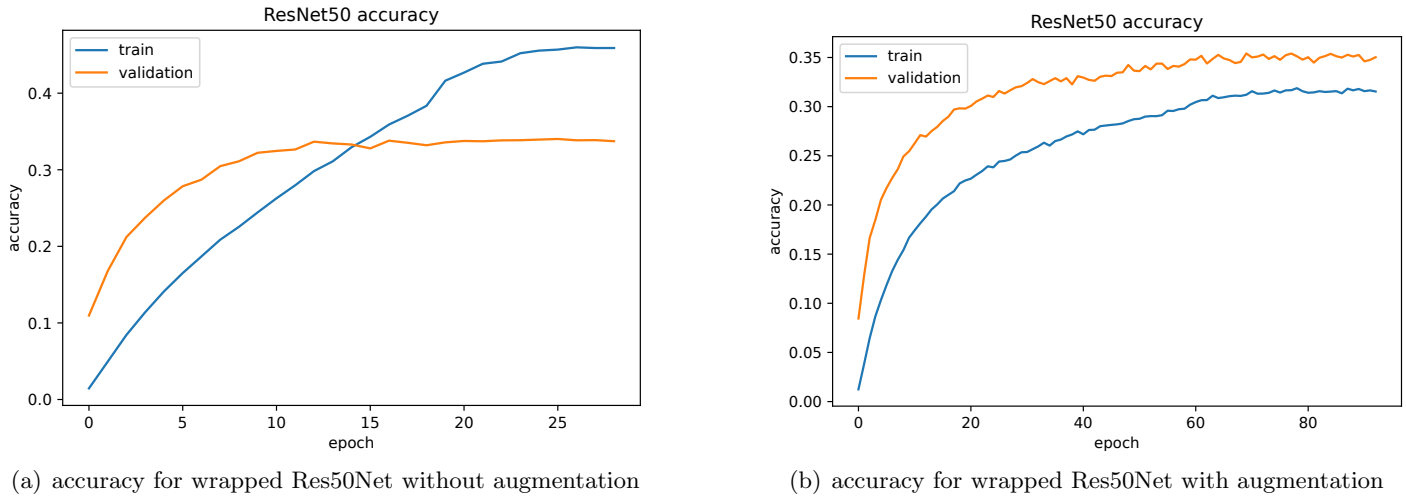 ResNet50 accuracy
train
validation
accuracy
0.4
0.3
0.2
0.1
0.0
0 5 10 15 20 25
epoch
(a) accuracy for wrapped Res50Net without augmentation
ResNet50 accuracy
train
validation
accuracy
0.35
0.30
0.25
0.20
0.15
0.10
0.05
0.00
0 20 40 60 80
epoch
(b) accuracy for wrapped Res50Net with augmentation